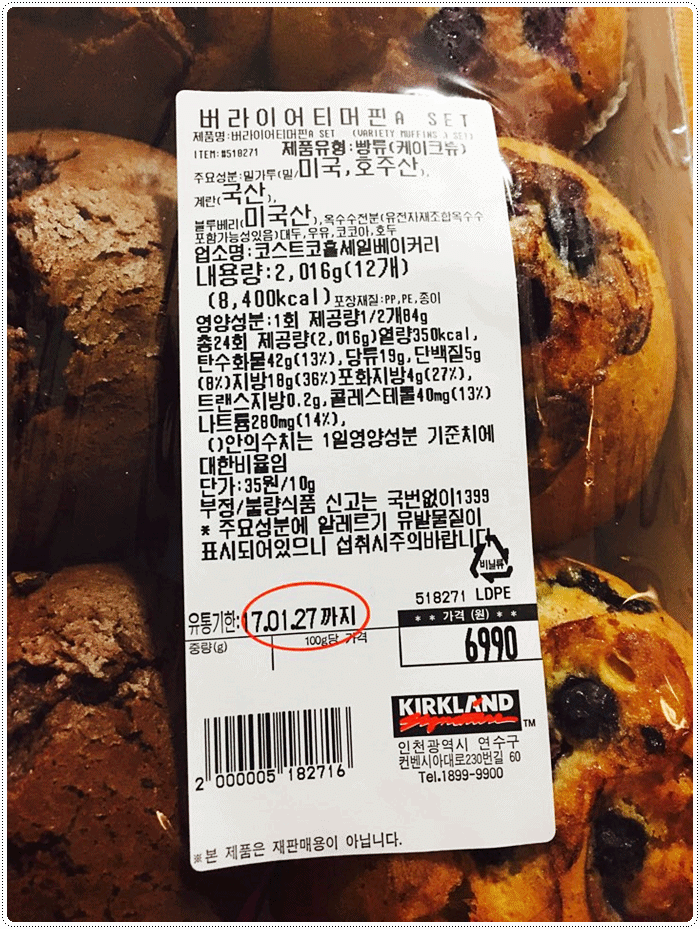 버라이어티머핀A SET
제품명:버라이어티머핀A SET (VARIETY MUFFINS A SET)
ITEM:#518271 제품유형:빵류(케이크류)
주요성분:밀가루(밀/미국,호주산),
계란(국산),
블루베리(미국산),옥수수전분(유전자재조합옥수수
포함가능성있음)대두,우유,코코아,호두
업소명:코스트코홀세일베이커리
내용량:2,016g(12개)
(8,400kcal)포장재질:PP,PE,종이
영양성분:1회 제공량1/2개84g
총24회 제공량(2,016g)열량350kcal,
탄수화물42g(13%),당류19g,단백질5g
(8%)지방18g(36%)포화지방4g(27%),
트랜스지방0.2g,콜레스테롤40mg(13%)
나트륨280mg(14%),
()안의수치는 1일영양성분 기준치에
대한비율임
단가:35원/10g
부정/불량식품 신고는 국번없이1399
* 주요성분에 알레르기 유발물질이
표시되어있으니 섭취시주의바랍니다
비닐류
518271 LDPE
유통기한:17.01.27까지
중량(g) 100g당 가격
** 가격 (원) **
6990
KIRKLAND
Signature TM
인천광역시 연수구
컨벤시아대로230번길 60
Tel.1899-9900
2 000005 182716
※본 제품은 재판매용이 아닙니다.